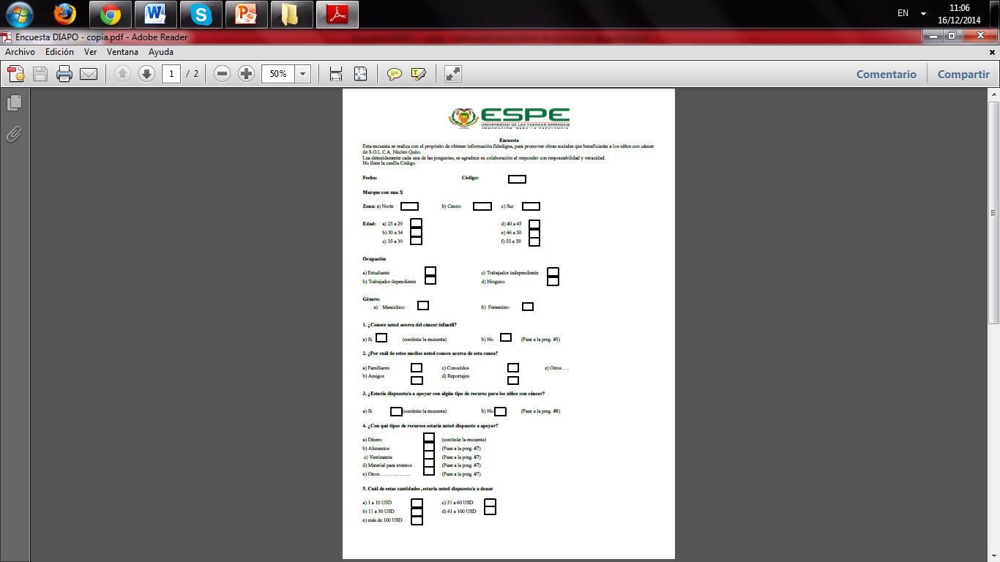 EN
11:06
16/12/2014
Encuesta DIAPO - copia.pdf - Adobe Reader
Archivo Edición Ver Ventana Ayuda
1 / 2 50% Comentario Compartir
ESPE
UNIVERSIDAD DE LAS FUERZAS ARMADAS
INNOVACIÓN PARA LA EXCELENCIA
Encuesta
Esta encuesta se realiza con el propósito de obtener información fidedigna, para promover obras sociales que beneficiarán a los niños con cáncer
de S.O.L.C.A. Núcleo Quito.
Lea detenidamente cada una de las preguntas, se agradece su colaboración al responder con responsabilidad y veracidad.
No llene la casilla Código.
Fecha: Código:
Marque con una X
Zona: a) Norte b) Centro c) Sur
Edad: a) 25 a 29 d) 40 a 45
b) 30 a 34 e) 46 a 50
c) 35 a 39 f) 55 a 59
Ocupación
a) Estudiante c) Trabajador independiente
b) Trabajador dependiente d) Ninguno
Género:
a) Masculino: b) Femenino:
1. ¿Conoce usted acerca del cáncer infantil?
a) Si (continúe la encuesta) b) No (Pase a la preg. #3)
2. ¿Por cuál de estos medios usted conoce acerca de esta causa?
a) Familiares c) Conocidos e) Otros.....
b) Amigos d) Reportajes
3. ¿Estaría dispuesto/a a apoyar con algún tipo de recurso para los niños con cáncer?
a) Si (continúe la encuesta) b) No (Pase a la preg. #8)
4. ¿Con qué tipos de recursos estaría usted dispuesto a apoyar?
a) Dinero (continúe la encuesta)
b) Alimentos (Pase a la preg. #7)
c) Vestimenta (Pase a la preg. #7)
d) Material para eventos (Pase a la preg. #7)
e) Otros................... (Pase a la preg. #7)
5. Cuál de estas cantidades ,estaría usted dispuesto/a a donar
a) 1 a 10 USD c) 31 a 60 USD
b) 11 a 30 USD d) 61 a 100 USD
e) más de 100 USD